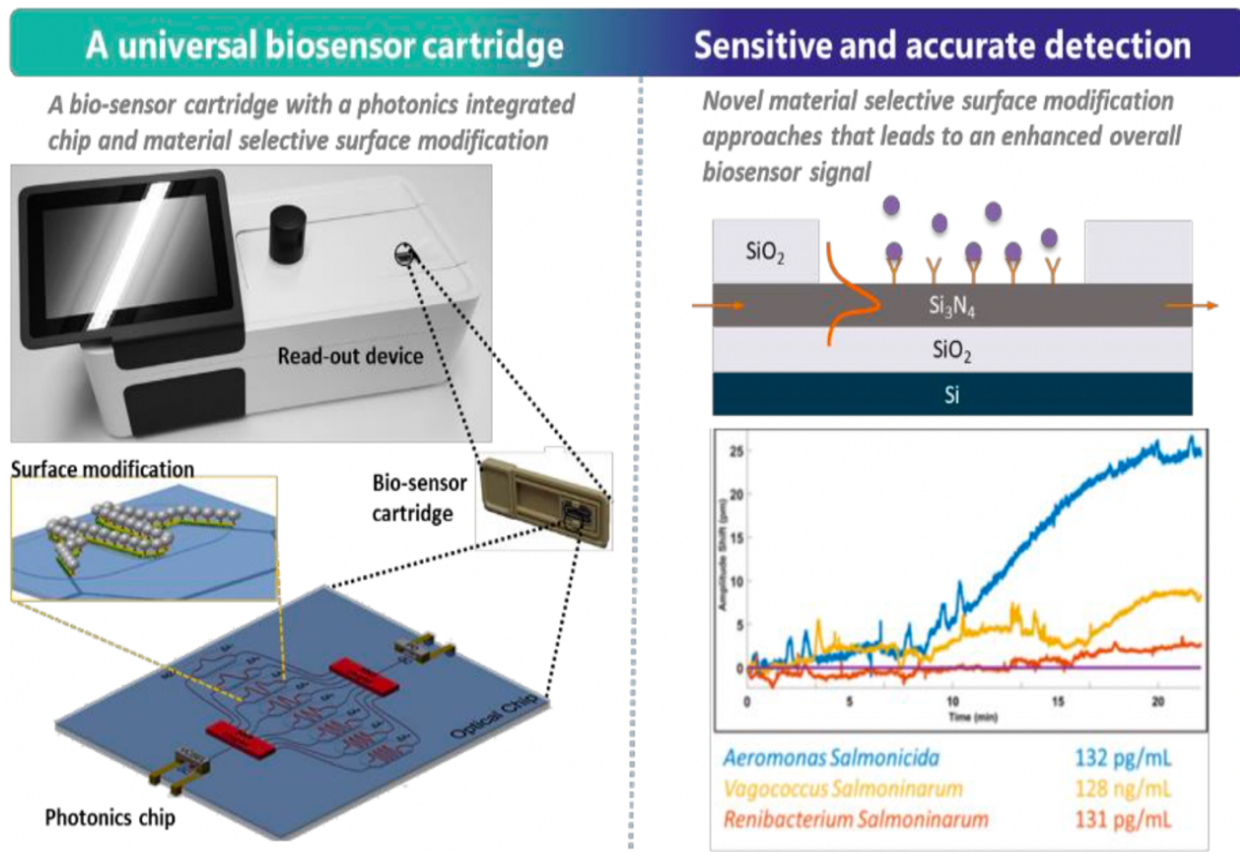 A universal biosensor cartridge
A bio-sensor cartridge with a photonics integrated
chip and material selective surface modification
Read-out device
Surface modification
Bio-sensor
cartridge
Optical Chip
Photonics chip
Sensitive and accurate detection
Novel material selective surface modification
approaches that leads to an enhanced overall
biosensor signal
SiO₂
Si₃N₄
SiO₂
Si
Amplitude Shift (pm)
25
20
15
10
5
0
0 5 10 15 20
Time (min)
Aeromonas Salmonicida 132 pg/mL
Vagococcus Salmoninarum 128 ng/mL
Renibacterium Salmoninarum 131 pg/mL